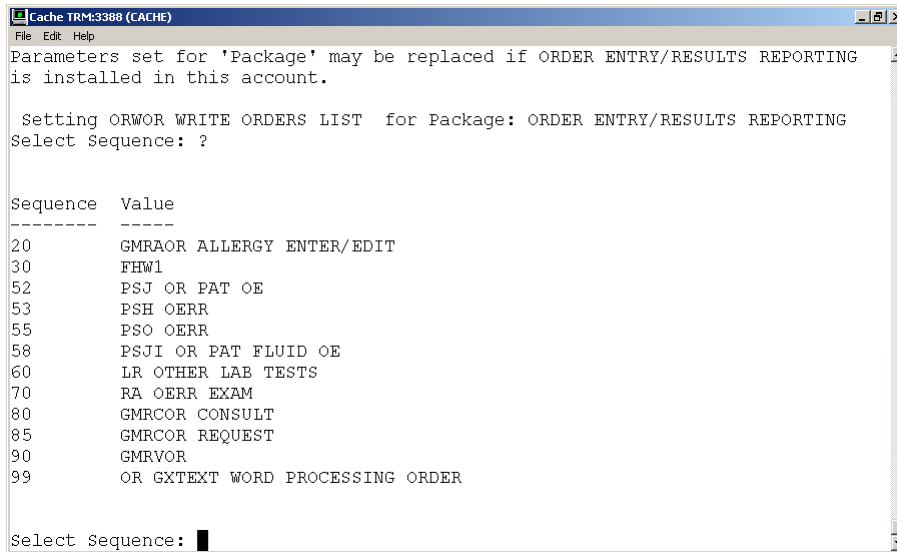 Cache TRM:3388 (CACHE)
File Edit Help
Parameters set for 'Package' may be replaced if ORDER ENTRY/RESULTS REPORTING
is installed in this account.
Setting ORWOR WRITE ORDERS LIST  for Package: ORDER ENTRY/RESULTS REPORTING
Select Sequence: ?
Sequence  Value
--------  -----
20        GMRAOR ALLERGY ENTER/EDIT
30        FHW1
52        PSJ OR PAT OE
53        PSH OERR
55        PSO OERR
58        PSJI OR PAT FLUID OE
60        LR OTHER LAB TESTS
70        RA OERR EXAM
80        GMRCOR CONSULT
85        GMRCOR REQUEST
90        GMRVOR
99        OR GXTEXT WORD PROCESSING ORDER
Select Sequence: